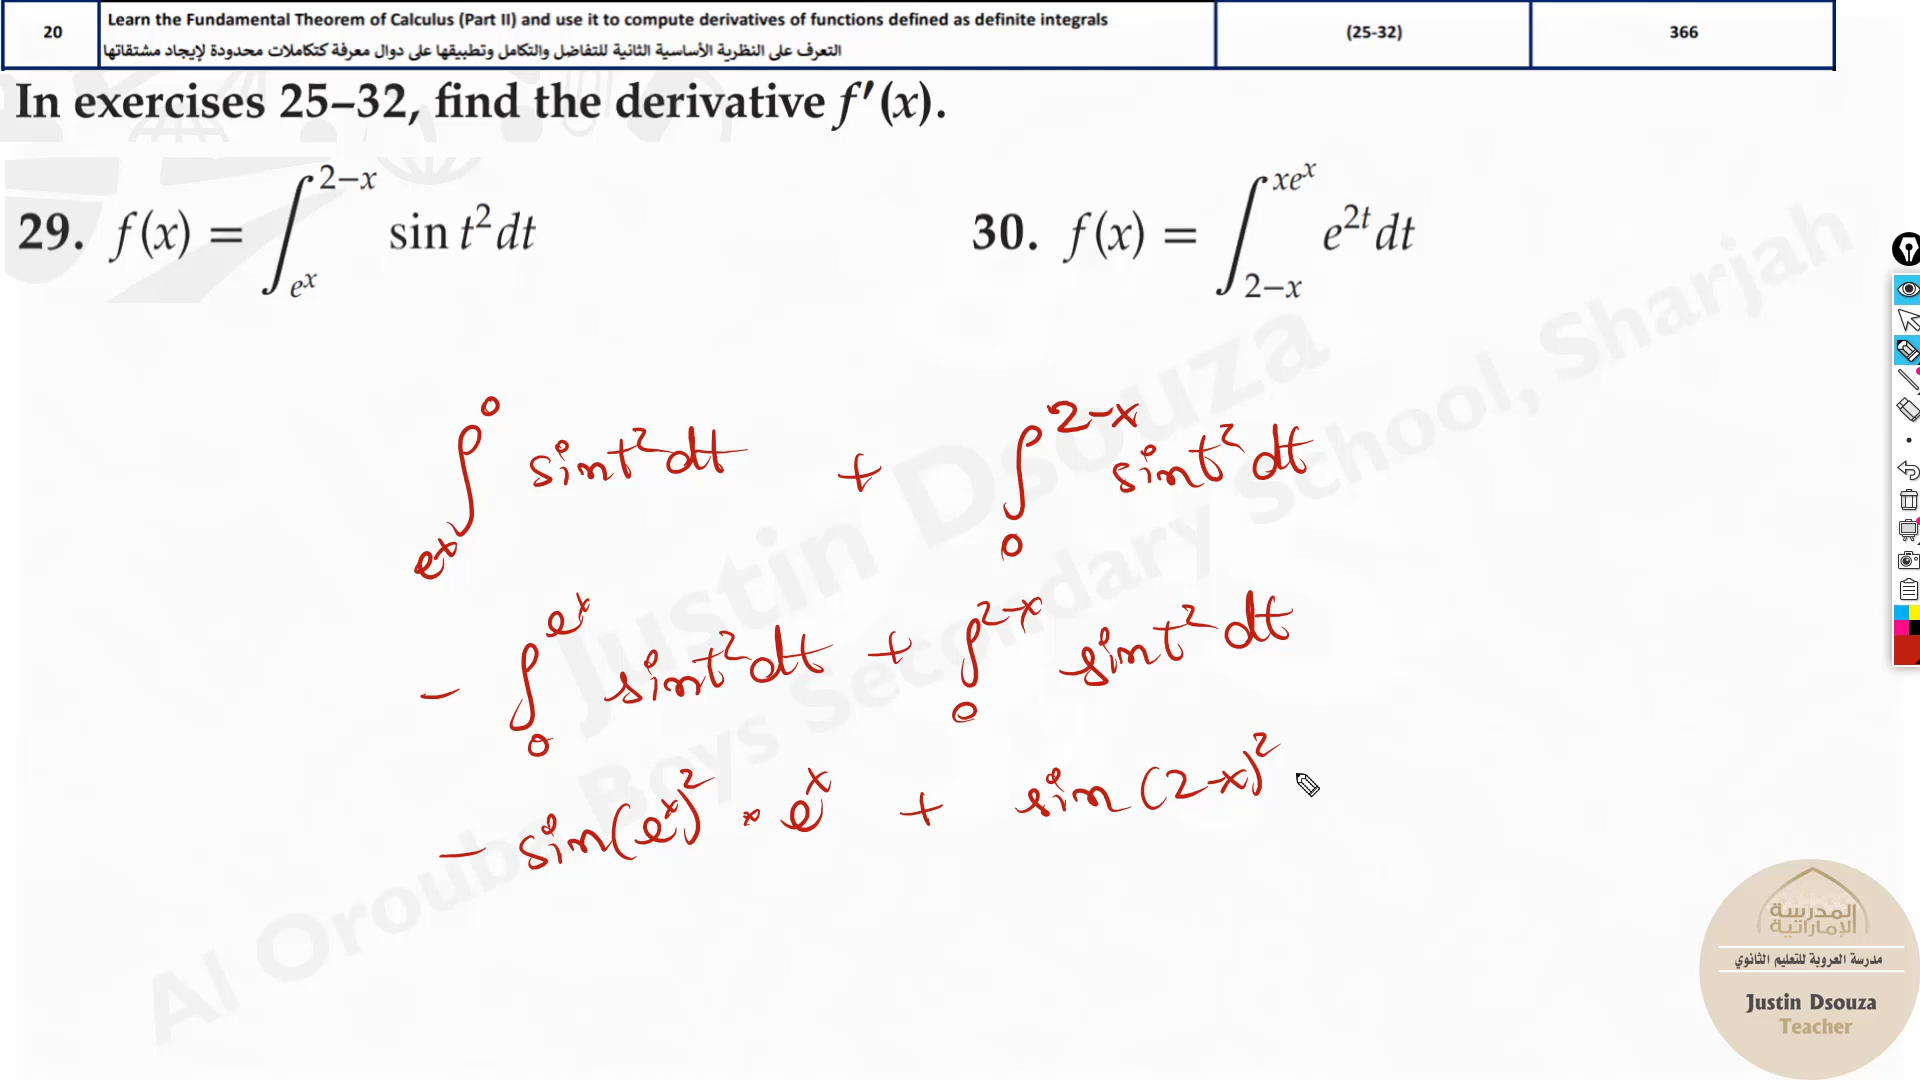 20 Learn the Fundamental Theorem of Calculus (Part II) and use it to compute derivatives of functions defined as definite integrals (25-32) 366
التعرف على النظرية الأساسية الثانية للتفاضل والتكامل وتطبيقها على دوال معرفة كتكاملات محدودة لإيجاد مشتقاتها
In exercises 25–32, find the derivative f′(x).
29. f(x) = ∫_{e^x}^{2−x} sin t² dt
30. f(x) = ∫_{2−x}^{xe^x} e^{2t} dt
∫_{e^x}^{0} sin t² dt + ∫_{0}^{2-x} sin t² dt
− ∫_{0}^{e^x} sin t² dt + ∫_{0}^{2-x} sin t² dt
− sin(e^x)² · e^x + sin(2-x)²
Justin Dsouza
Al Orouba Boys Secondary School, Sharjah
المدرسة
الإماراتية
مدرسة العروبة للتعليم الثانوي
Justin Dsouza
Teacher